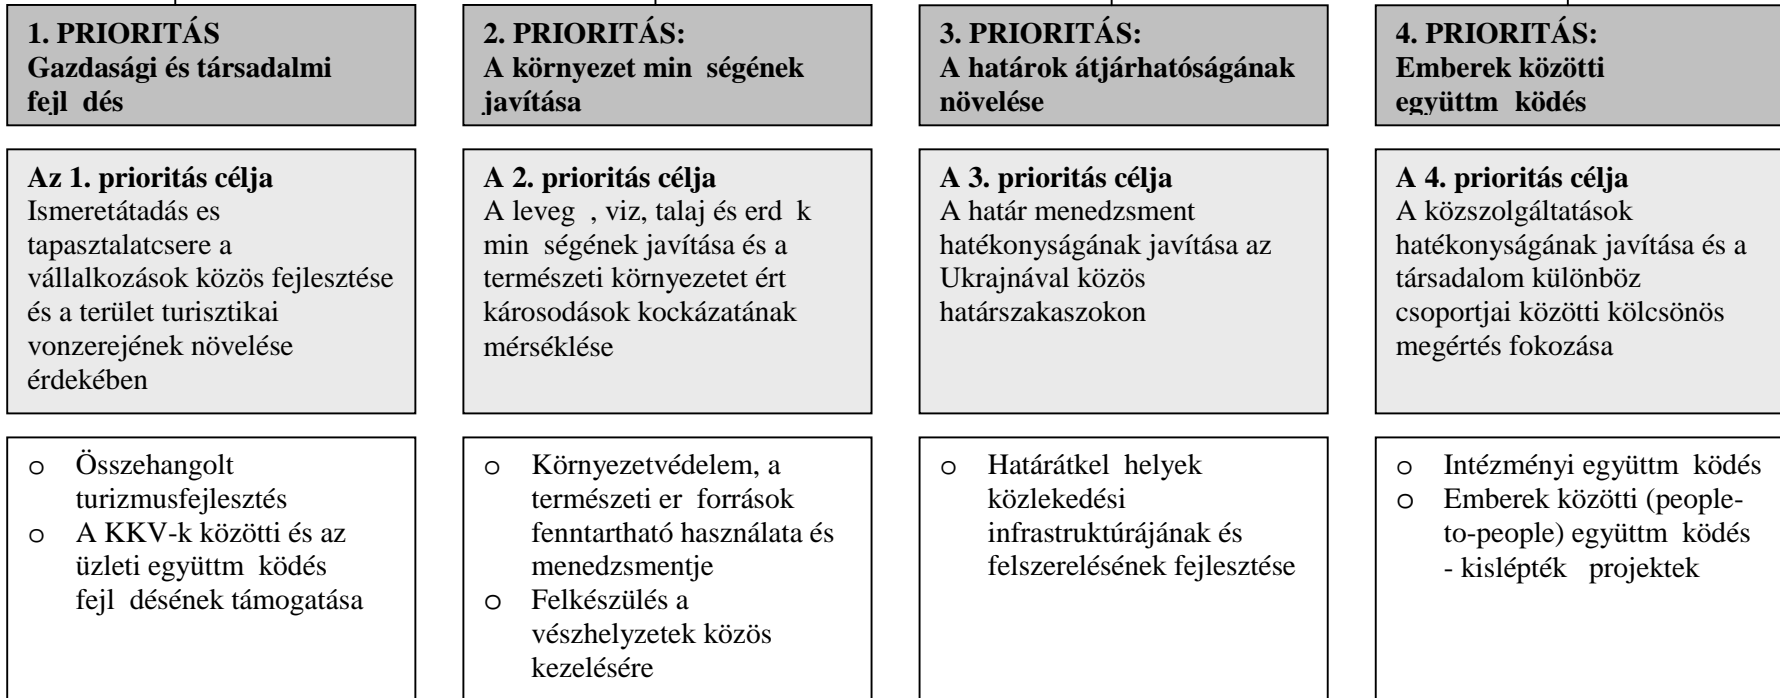 1. PRIORITÁS
Gazdasági és társadalmi
fejl dés
Az 1. prioritás célja
Ismeretátadás es
tapasztalatcsere a
vállalkozások közös fejlesztése
és a terület turisztikai
vonzerejének növelése
érdekében
o Összehangolt
turizmusfejlesztés
o A KKV-k közötti és az
üzleti együttm ködés
fejl désének támogatása
2. PRIORITÁS:
A környezet min ségének
javítása
A 2. prioritás célja
A leveg , viz, talaj és erd k
min ségének javítása és a
természeti környezetet ért
károsodások kockázatának
mérséklése
o Környezetvédelem, a
természeti er források
fenntartható használata és
menedzsmentje
o Felkészülés a
vészhelyzetek közös
kezelésére
3. PRIORITÁS:
A határok átjárhatóságának
növelése
A 3. prioritás célja
A határ menedzsment
hatékonyságának javítása az
Ukrajnával közös
határszakaszokon
o Határátkel helyek
közlekedési
infrastruktúrájának és
felszerelésének fejlesztése
4. PRIORITÁS:
Emberek közötti
együttm ködés
A 4. prioritás célja
A közszolgáltatások
hatékonyságának javítása és a
társadalom különböz
csoportjai közötti kölcsönös
megértés fokozása
o Intézményi együttm ködés
o Emberek közötti (people-
to-people) együttm ködés
- kislépték projektek